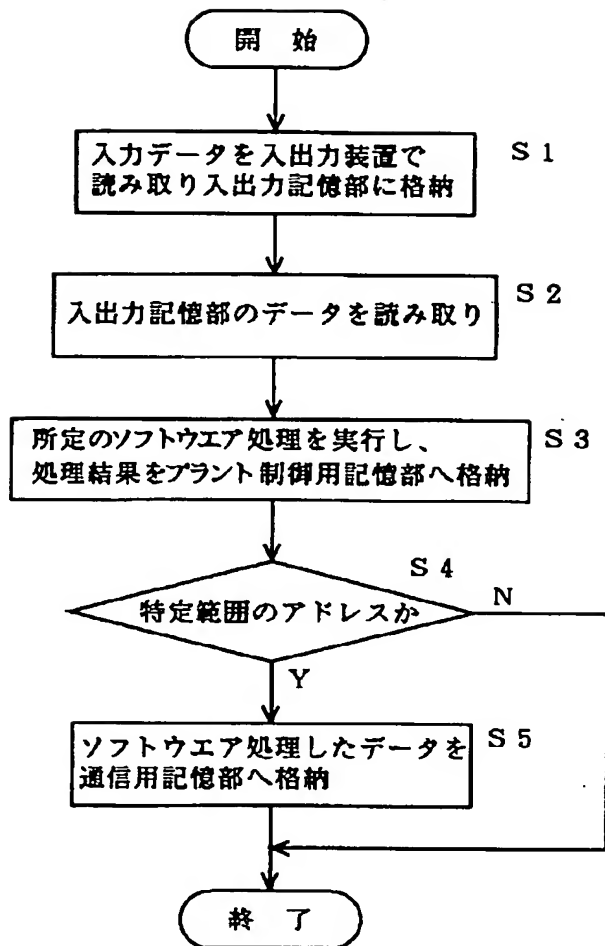 開始
入力データを入出力装置で
読み取り入出力記憶部に格納
S1
入出力記憶部のデータを読み取り
S2
所定のソフトウエア処理を実行し、
処理結果をプラント制御用記憶部へ格納
S3
S4
特定範囲のアドレスか
N
Y
ソフトウエア処理したデータを
通信用記憶部へ格納
S5
終了